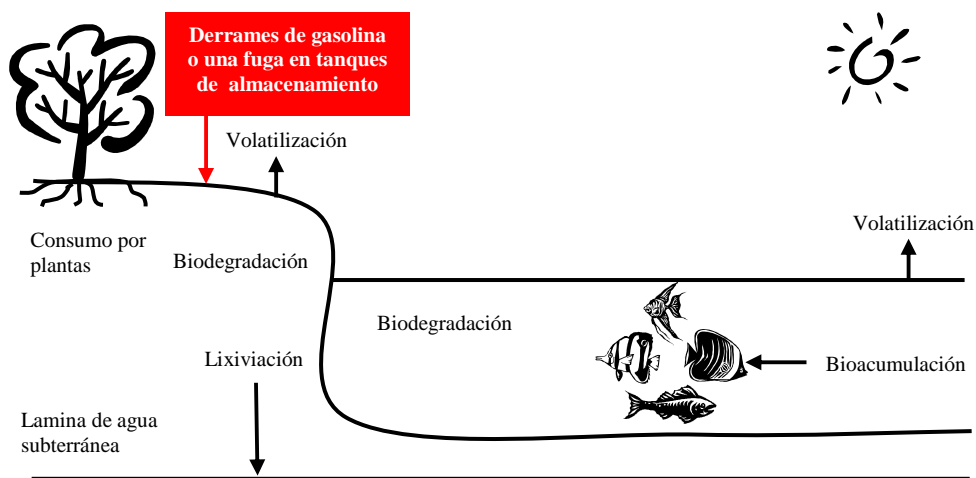 Derrames de gasolina
o una fuga en tanques
de almacenamiento
Volatilización
Volatilización
Consumo por
plantas
Biodegradación
Biodegradación
Lixiviación
Bioacumulación
Lamina de agua
subterránea